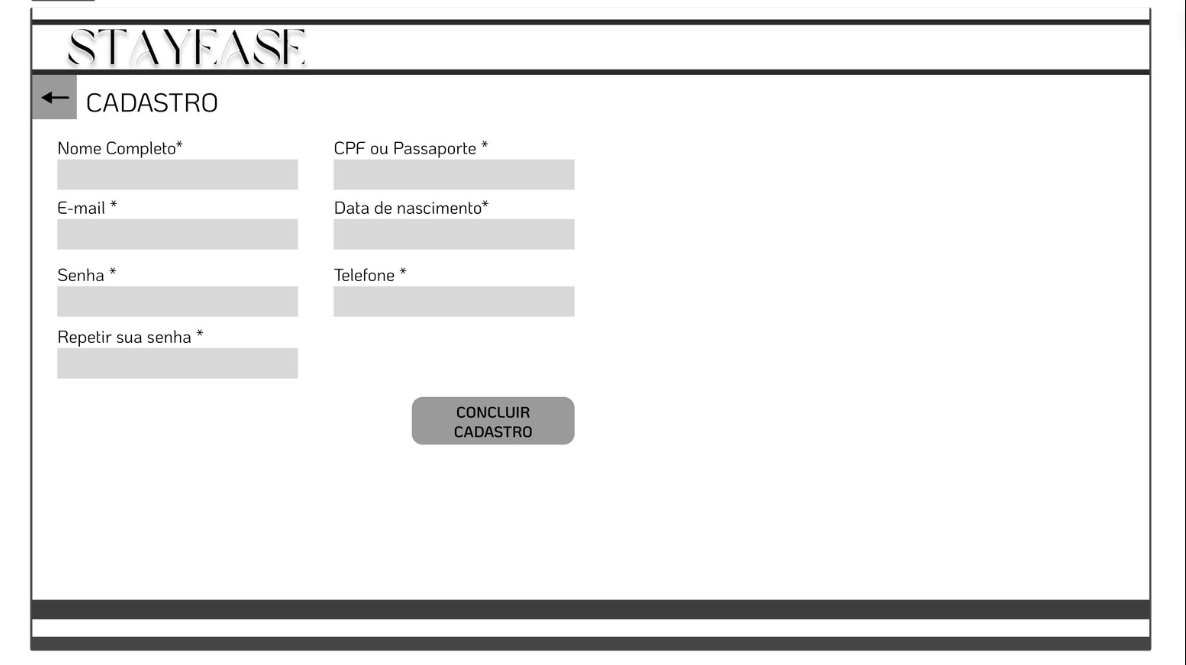 STAYEASE
CADASTRO
Nome Completo*
CPF ou Passaporte *
E-mail *
Data de nascimento*
Senha *
Telefone *
Repetir sua senha *
CONCLUIR
CADASTRO